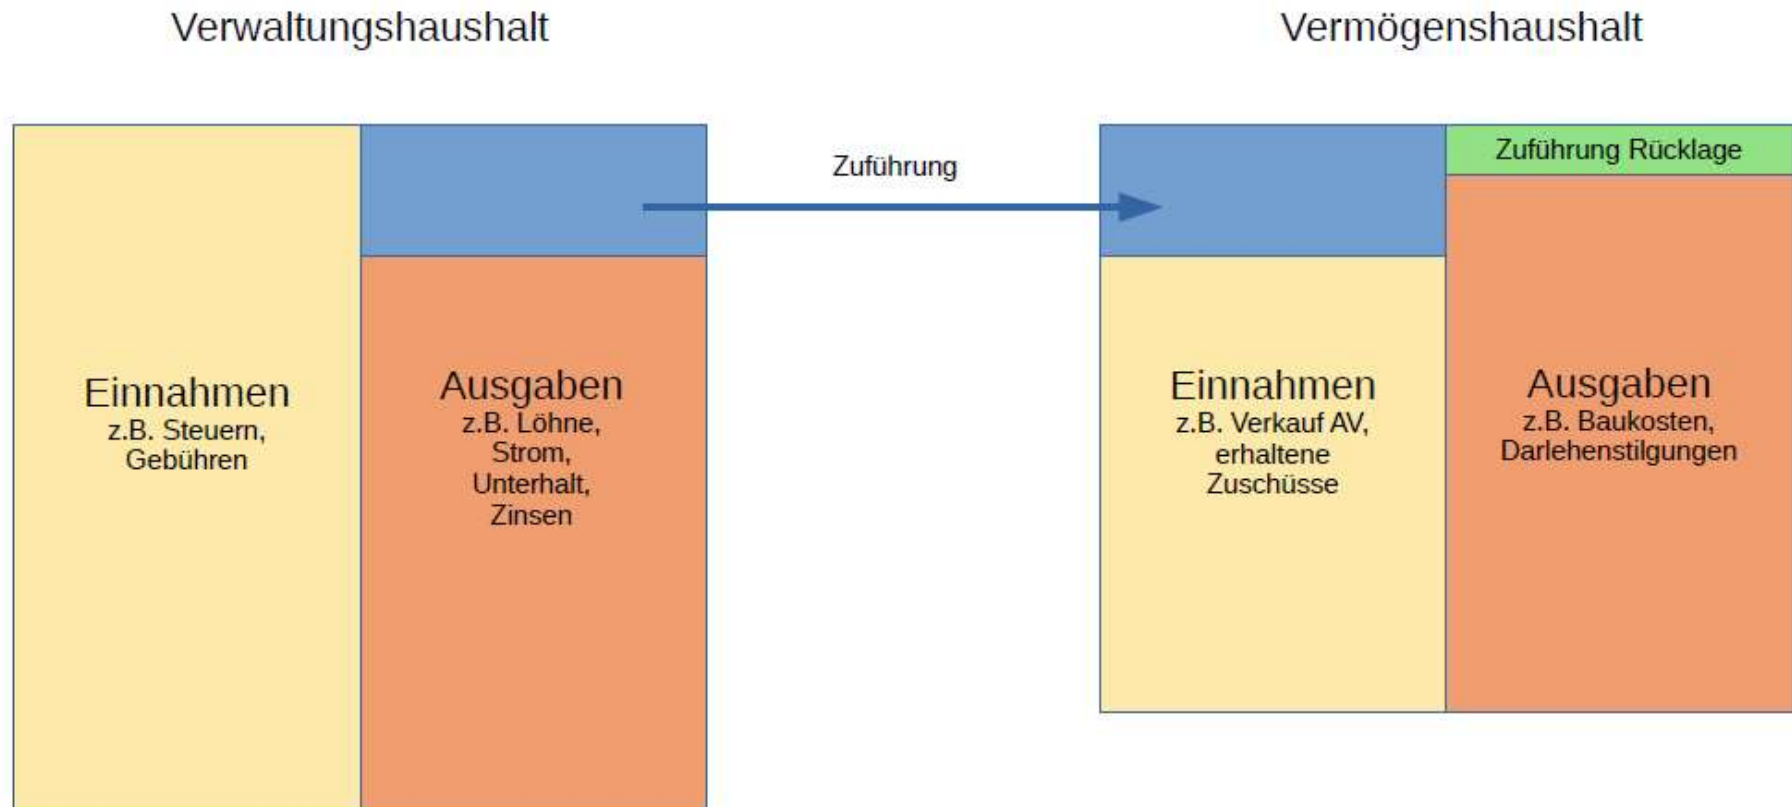 Verwaltungshaushalt
Vermögenshaushalt
Zuführung
Zuführung Rücklage
Einnahmen
z.B. Steuern,
Gebühren
Ausgaben
z.B. Löhne,
Strom,
Unterhalt,
Zinsen
Einnahmen
z.B. Verkauf AV,
erhaltene
Zuschüsse
Ausgaben
z.B. Baukosten,
Darlehenstilgungen